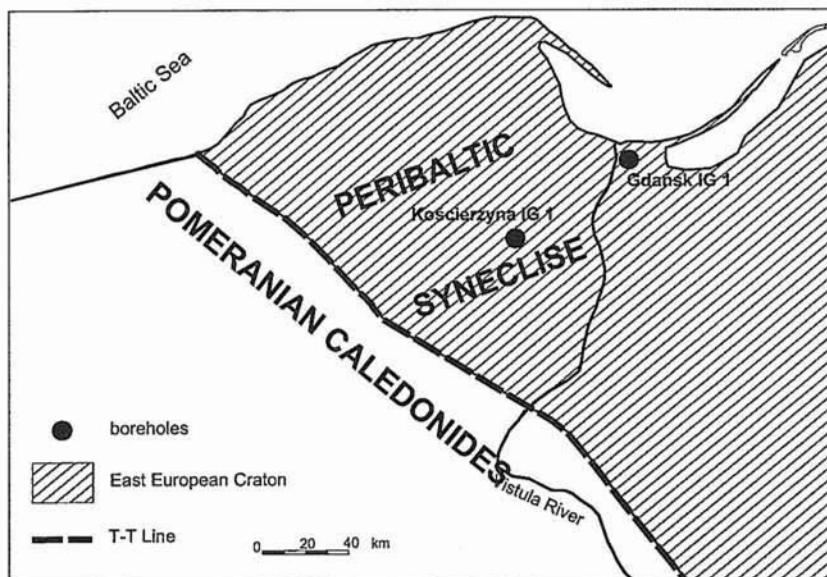 Baltic Sea
PERIBALTIC
Gdańsk IG 1
Kościerzyna IG 1
SYNECLISE
POMERANIAN CALEDONIDES
Vistula River
boreholes
East European Craton
T-T Line
0 20 40 km